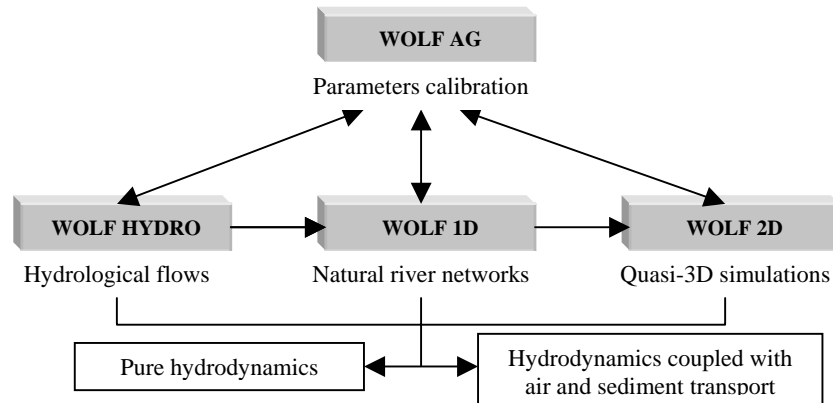 WOLF AG
Parameters calibration
WOLF HYDRO
WOLF 1D
WOLF 2D
Hydrological flows
Natural river networks
Quasi-3D simulations
Pure hydrodynamics
Hydrodynamics coupled with
air and sediment transport